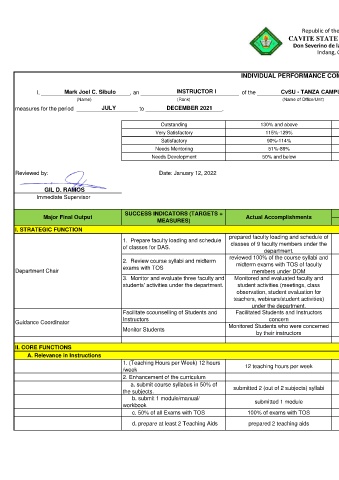 Republic of the
CAVITE STATE
Don Severino de la
Indang, C
INDIVIDUAL PERFORMANCE COM
I, Mark Joel C. Sibulo , an INSTRUCTOR I of the CvSU - TANZA CAMPU
(Name) (Rank) (Name of Office/Unit)
measures for the period JULY to DECEMBER 2021 .
Outstanding 130% and above
Very Satisfactory 115%-129%
Satisfactory 90%-114%
Needs Mentoring 51%-89%
Needs Development 50% and below
Reviewed by: Date: January 12, 2022
GIL D. RAMOS
Immediate Supervisor
Major Final Output SUCCESS INDICATORS (TARGETS + MEASURES) Actual Accomplishments
I. STRATEGIC FUNCTION
Department Chair
1. Prepare faculty loading and schedule
of classes for DAS.
prepared faculty loading and schedule of
classes of 9 faculty members under the
department.
2. Review course syllabi and midterm
exams with TOS
reviewed 100% of the course syllabi and
midterm exams with TOS of faculty
members under DOM
3. Monitor and evaluate three faculty and
students' activities under the department.
Monitored and evaluated faculty and
student activities (meetings, class
observation, student evaluation for
teachers, webinars/student activities)
under the department.
Guidance Coordinator
Facilitate coounselling of Students and
Instructors
Facilitated Students and Instructors
concern
Monitor Students
Monitored Students who were concerned
by their instructors
II. CORE FUNCTIONS
A. Relevance in Instructions
1. (Teaching Hours per Week) 12 hours
/week
12 teaching hours per week
2. Enhancement of the curriculum
a. submit course syllabus in 50% of
the subjects.
submitted 2 (out of 2 subjects) syllabi
b. submit 1 module/manual/
workbook
submitted 1 module
c. 50% of all Exams with TOS 100% of exams with TOS
d. prepare at least 2 Teaching Aids prepared 2 teaching aids